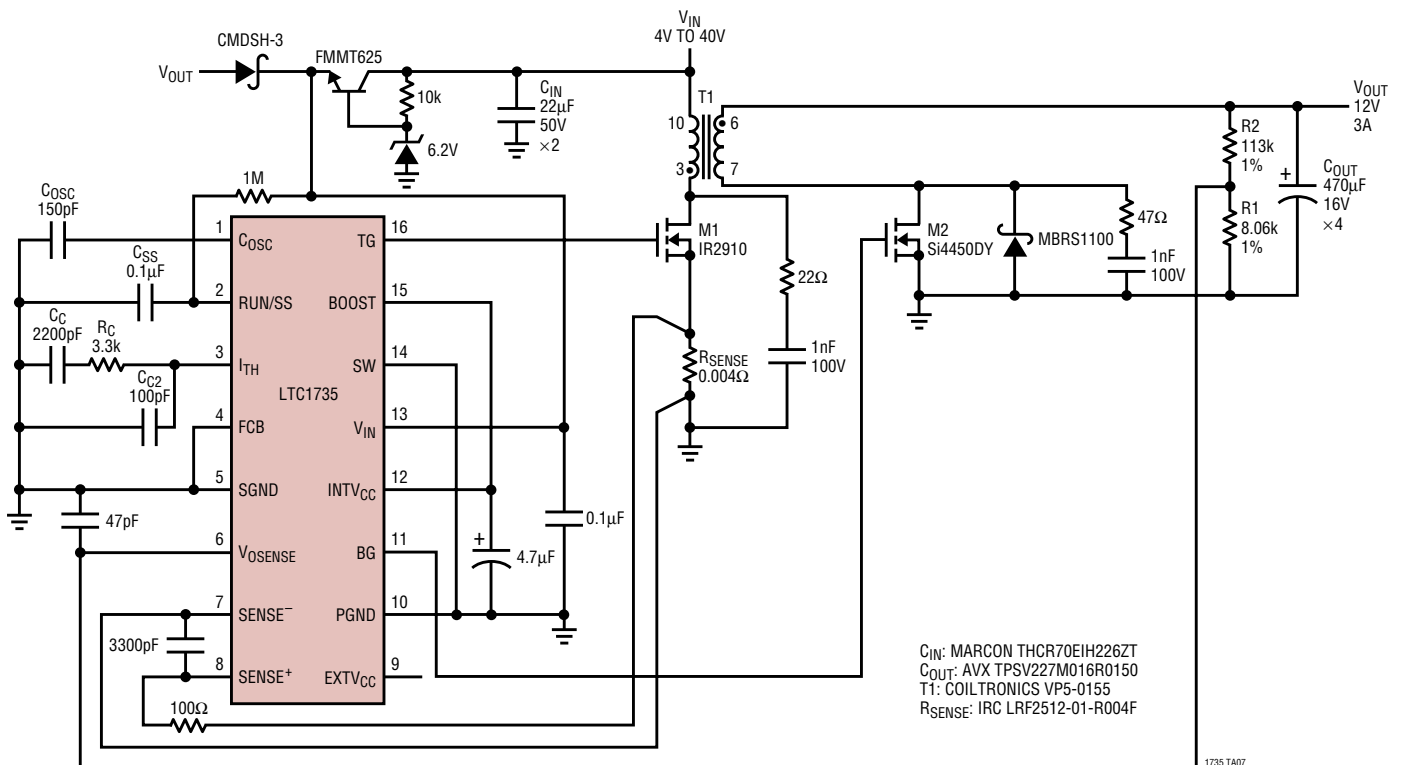 V_IN
4V TO 40V
CMDSH-3
FMMT625
V_OUT
10k
C_IN
22µF
50V
×2
6.2V
T1
10
6
3
7
V_OUT
12V
3A
R2
113k
1%
R1
8.06k
1%
C_OUT
470µF
16V
×4
+
C_OSC
150pF
1M
C_SS
0.1µF
C_C
2200pF
R_C
3.3k
C_C2
100pF
47pF
3300pF
100Ω
1
C_OSC
2
RUN/SS
3
I_TH
4
FCB
5
SGND
6
V_OSENSE
7
SENSE⁻
8
SENSE⁺
LTC1735
TG
16
BOOST
15
SW
14
V_IN
13
INTV_CC
12
BG
11
PGND
10
EXTV_CC
9
+
4.7µF
0.1µF
M1
IR2910
22Ω
R_SENSE
0.004Ω
1nF
100V
M2
Si4450DY
MBRS1100
47Ω
1nF
100V
C_IN: MARCON THCR70EIH226ZT
C_OUT: AVX TPSV227M016R0150
T1: COILTRONICS VP5-0155
R_SENSE: IRC LRF2512-01-R004F
1735 TA07